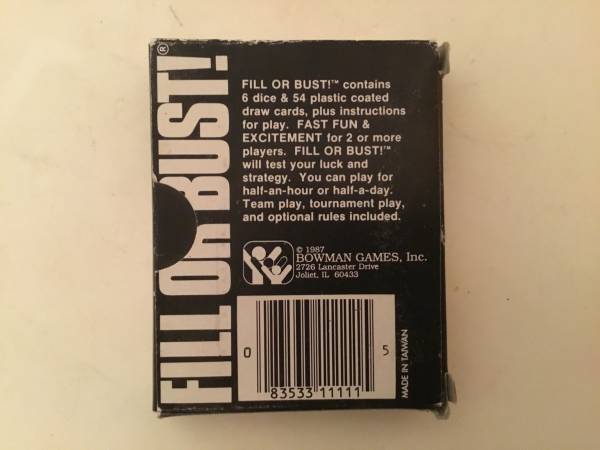 FILL OR BUST!®
FILL OR BUST!™ contains
6 dice & 54 plastic coated
draw cards, plus instructions
for play. FAST FUN &
EXCITEMENT for 2 or more
players. FILL OR BUST!™
will test your luck and
strategy. You can play for
half-an-hour or half-a-day.
Team play, tournament play,
and optional rules included.
© 1987
BOWMAN GAMES, Inc.
2726 Lancaster Drive
Joliet, IL 60433
0 83533 11111 5
MADE IN TAIWAN